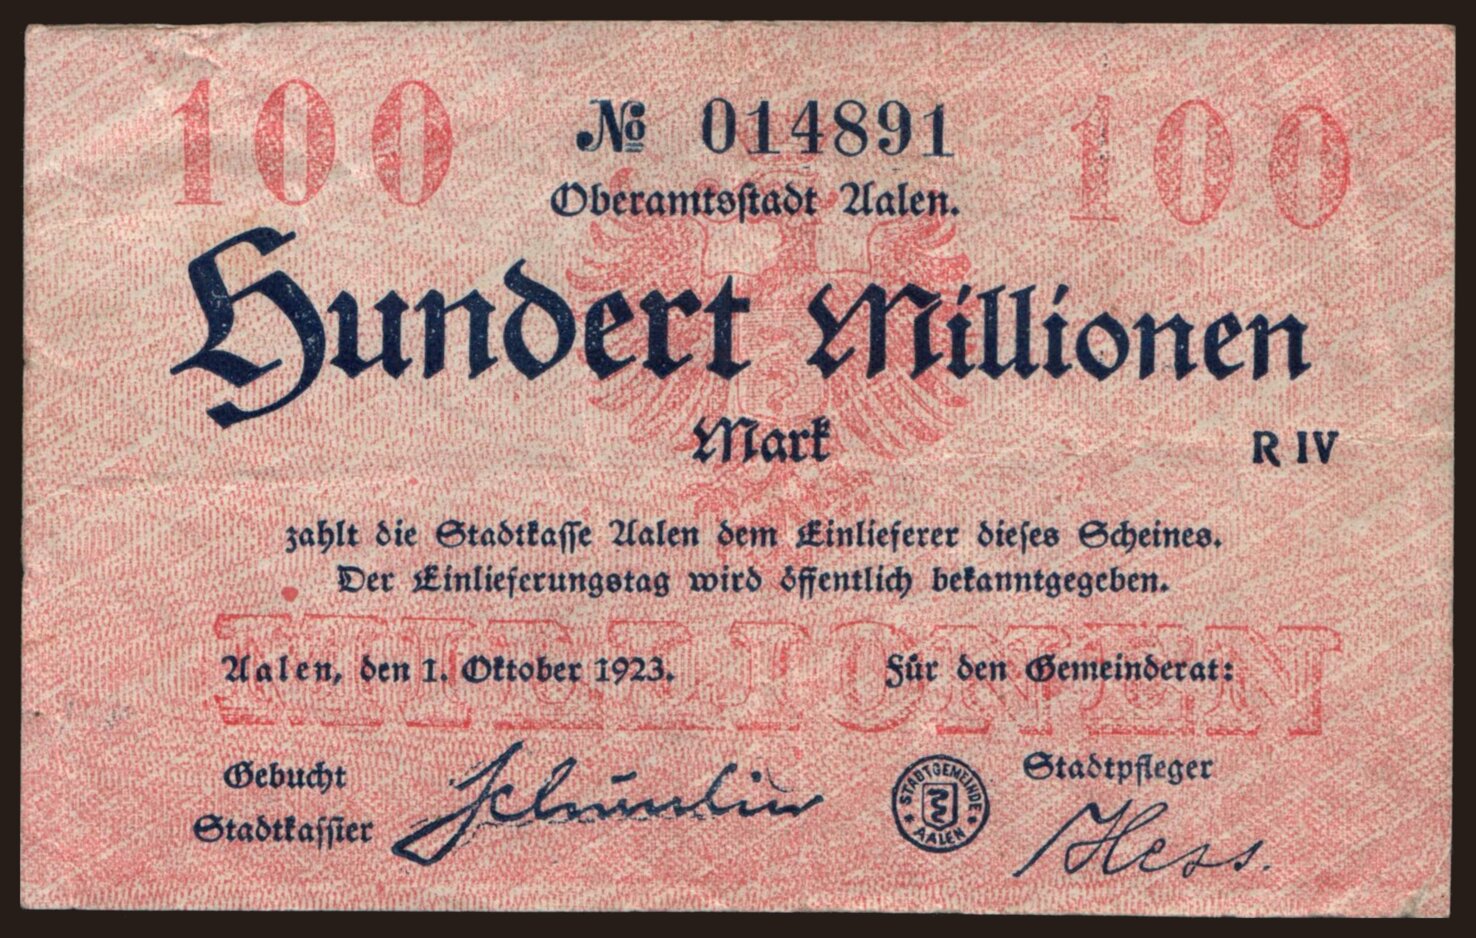 100 № 014891 100
Oberamtsstadt Aalen.
Hundert Millionen
Mark
R IV
zahlt die Stadtkasse Aalen dem Einlieferer dieses Scheines.
Der Einlieferungstag wird öffentlich bekanntgegeben.
MILLIONEN
Aalen, den 1. Oktober 1923. Für den Gemeinderat:
Gebucht
Stadtkassier
STADTGEMEINDE
AALEN
Stadtpfleger
Hess.